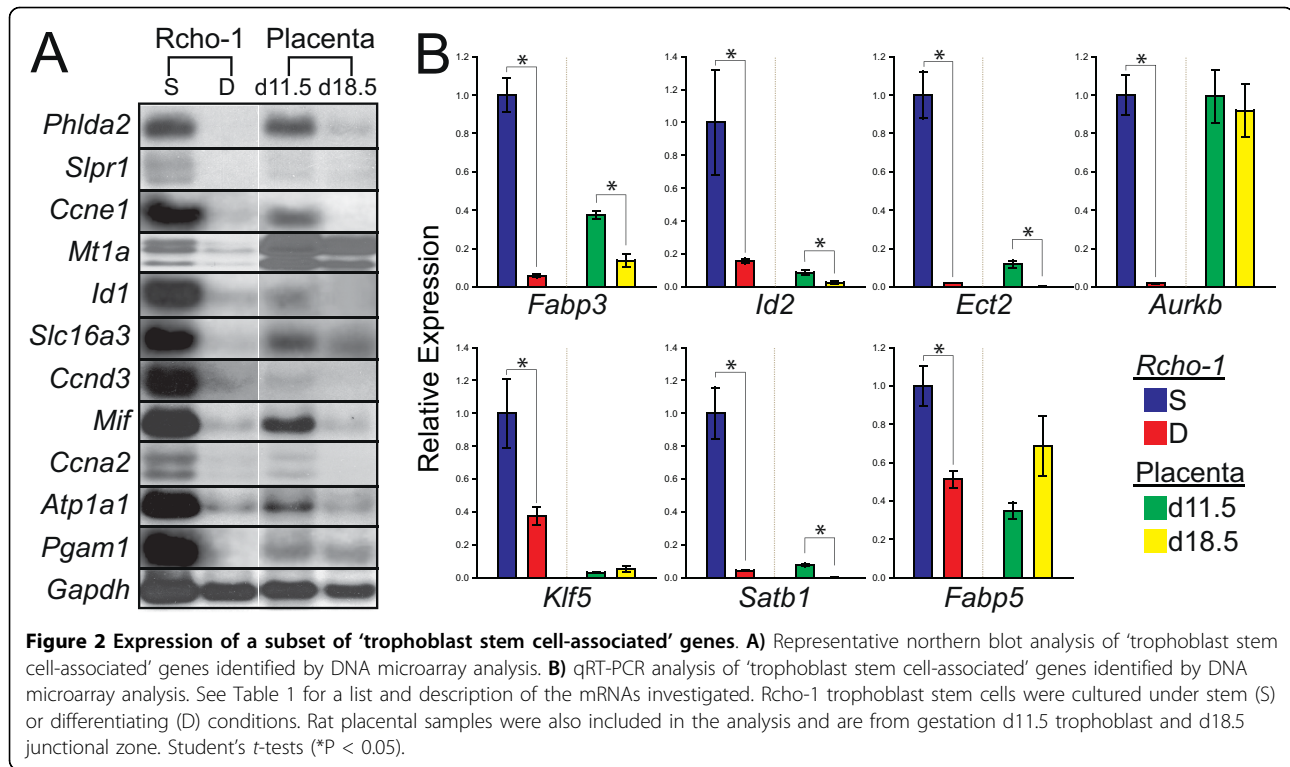 A
Rcho-1 Placenta
S D d11.5 d18.5
Phlda2
Slpr1
Ccne1
Mt1a
Id1
Slc16a3
Ccnd3
Mif
Ccna2
Atp1a1
Pgam1
Gapdh
B
Relative Expression
1.2 1.2 1.2 1.2
1.0 1.0 1.0 1.0
0.8 0.8 0.8 0.8
0.6 0.6 0.6 0.6
0.4 0.4 0.4 0.4
0.2 0.2 0.2 0.2
0.0 0.0 0.0 0.0
* * * * * * *
Fabp3 Id2 Ect2 Aurkb
1.4 1.4 1.4
1.2 1.2 1.2
1.0 1.0 1.0
0.8 0.8 0.8
0.6 0.6 0.6
0.4 0.4 0.4
0.2 0.2 0.2
0.0 0.0 0.0
* * * *
Klf5 Satb1 Fabp5
Rcho-1
S
D
Placenta
d11.5
d18.5
Figure 2 Expression of a subset of ‘trophoblast stem cell-associated’ genes. A) Representative northern blot analysis of ‘trophoblast stem
cell-associated’ genes identified by DNA microarray analysis. B) qRT-PCR analysis of ‘trophoblast stem cell-associated’ genes identified by DNA
microarray analysis. See Table 1 for a list and description of the mRNAs investigated. Rcho-1 trophoblast stem cells were cultured under stem (S)
or differentiating (D) conditions. Rat placental samples were also included in the analysis and are from gestation d11.5 trophoblast and d18.5
junctional zone. Student’s t-tests (*P < 0.05).